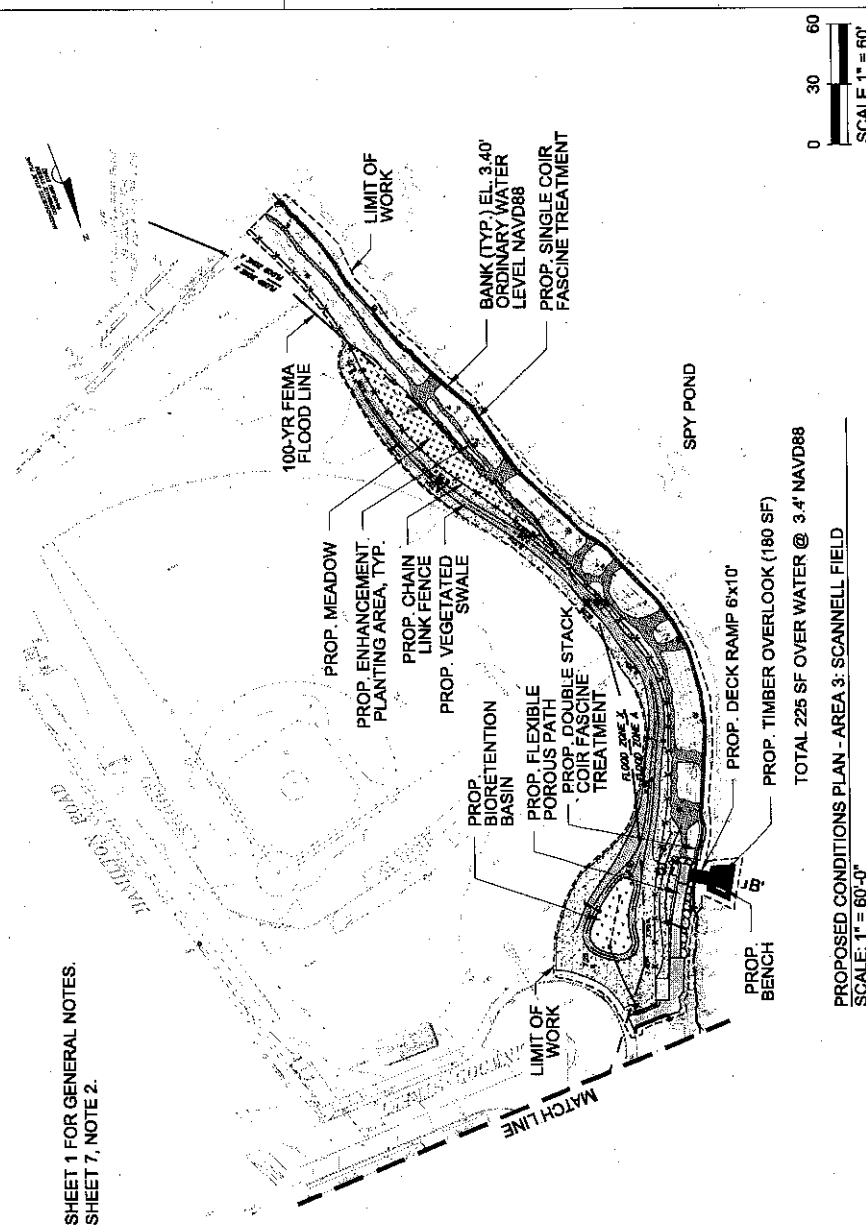 SHEET 1 FOR GENERAL NOTES.
SHEET 7, NOTE 2.
HAMILTON ROAD
100-YR FEMA
FLOOD LINE
LIMIT OF
WORK
PROP. MEADOW
PROP. ENHANCEMENT
PLANTING AREA, TYP.
PROP. CHAIN
LINK FENCE
PROP. VEGETATED
SWALE
BANK (TYP.) EL. 3.40'
ORDINARY WATER
LEVEL NAVD88
PROP. SINGLE COIR
FASCINE TREATMENT
PROP.
BIORETENTION
BASIN
PROP. FLEXIBLE
POROUS PATH
PROP. DOUBLE STACK
COIR FASCINE
TREATMENT
FLOOD ZONE X
FLOOD ZONE A
SPY POND
LIMIT OF
WORK
MATCH LINE
PROP.
BENCH
B'
PROP. DECK RAMP 6'x10'
PROP. TIMBER OVERLOOK (180 SF)
TOTAL 225 SF OVER WATER @ 3.4' NAVD88
PROPOSED CONDITIONS PLAN - AREA 3: SCANNELL FIELD
SCALE: 1" = 60'-0"
0 30 60
SCALE 1" = 60'